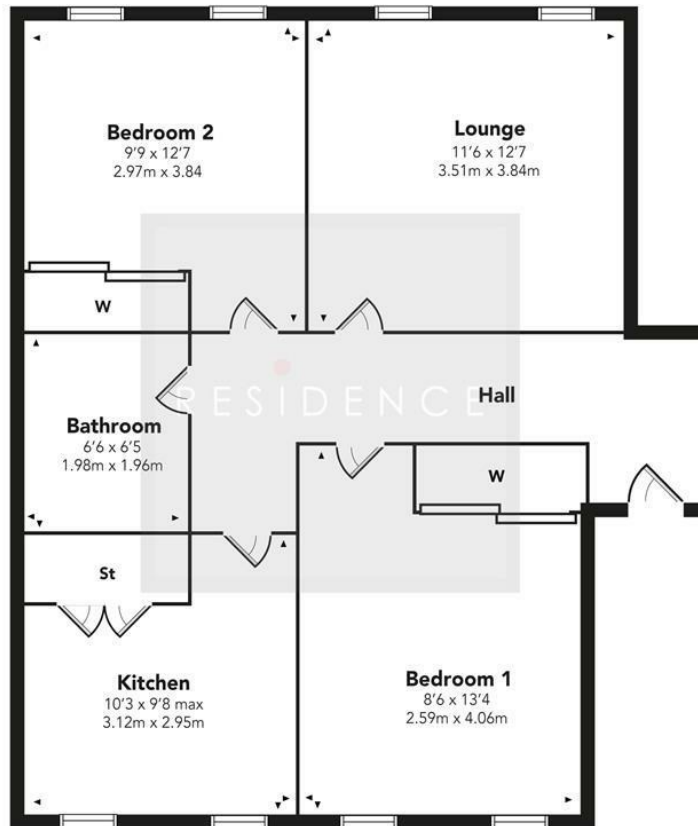 Bedroom 2
9'9 x 12'7
2.97m x 3.84
Lounge
11'6 x 12'7
3.51m x 3.84m
W
RESIDENCE
Hall
Bathroom
6'6 x 6'5
1.98m x 1.96m
W
St
Kitchen
10'3 x 9'8 max
3.12m x 2.95m
Bedroom 1
8'6 x 13'4
2.59m x 4.06m